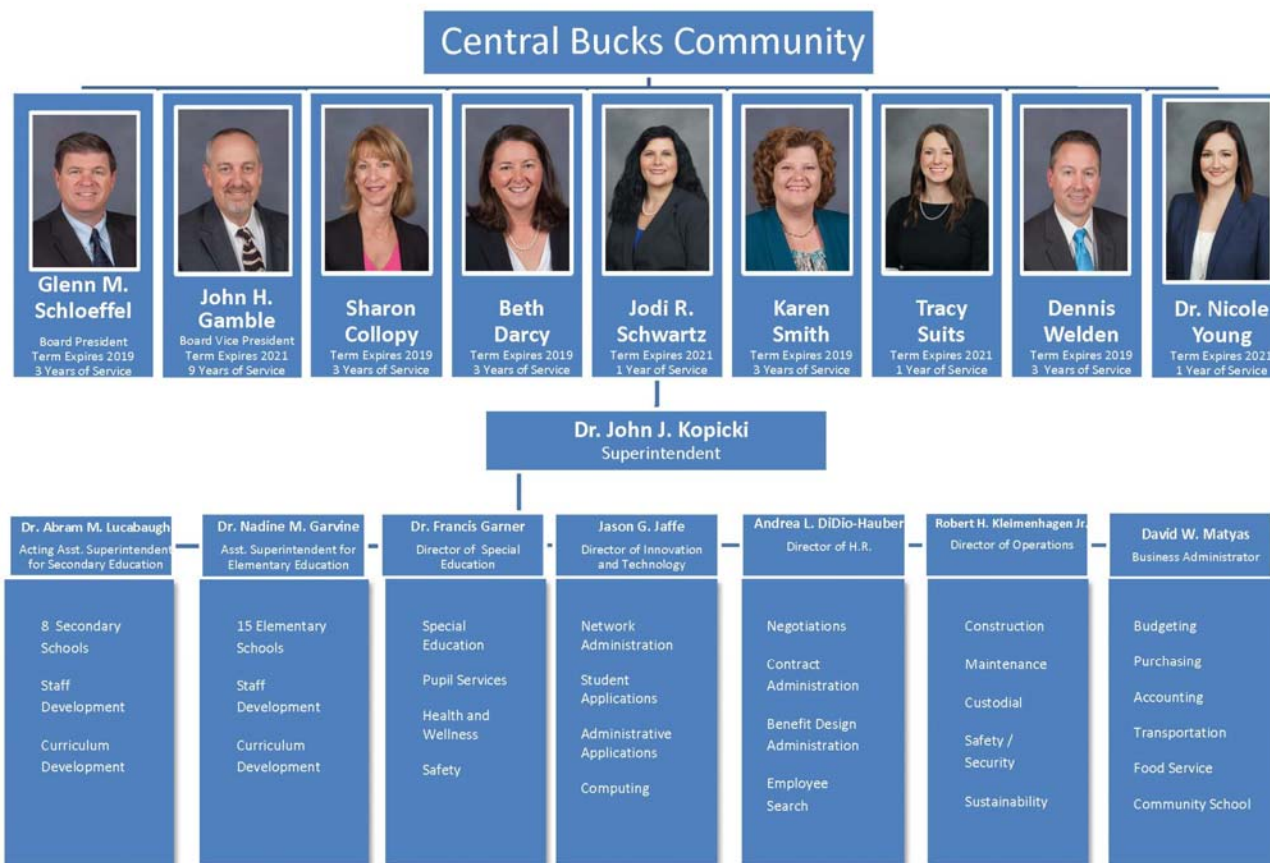 Central Bucks Community
Glenn M.
Schloeffel
Board President
Term Expires 2019
3 Years of Service
John H.
Gamble
Board Vice President
Term Expires 2021
9 Years of Service
Sharon
Collopy
Term Expires 2019
3 Years of Service
Beth
Darcy
Term Expires 2019
3 Years of Service
Jodi R.
Schwartz
Term Expires 2021
1 Year of Service
Karen
Smith
Term Expires 2019
3 Years of Service
Tracy
Suits
Term Expires 2021
1 Year of Service
Dennis
Welden
Term Expires 2019
3 Years of Service
Dr. Nicole
Young
Term Expires 2021
1 Year of Service
Dr. John J. Kopicki
Superintendent
Dr. Abram M. Lucabaugh
Acting Asst. Superintendent
for Secondary Education
8 Secondary
Schools
Staff
Development
Curriculum
Development
Dr. Nadine M. Garvine
Asst. Superintendent for
Elementary Education
15 Elementary
Schools
Staff
Development
Curriculum
Development
Dr. Francis Garner
Director of Special
Education
Special
Education
Pupil Services
Health and
Wellness
Safety
Jason G. Jaffe
Director of Innovation
and Technology
Network
Administration
Student
Applications
Administrative
Applications
Computing
Andrea L. DiDio-Hauber
Director of H.R.
Negotiations
Contract
Administration
Benefit Design
Administration
Employee
Search
Robert H. Kleimenhagen Jr.
Director of Operations
Construction
Maintenance
Custodial
Safety /
Security
Sustainability
David W. Matyas
Business Administrator
Budgeting
Purchasing
Accounting
Transportation
Food Service
Community School